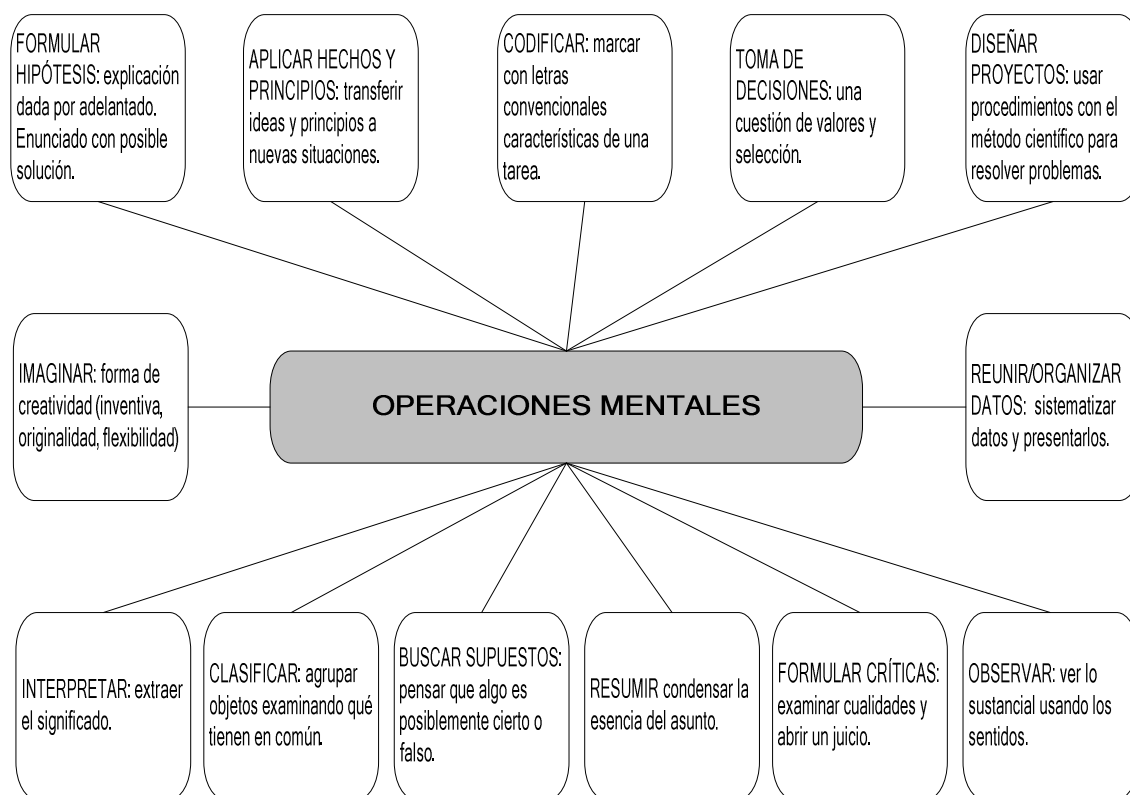 FORMULAR
HIPÓTESIS: explicación
dada por adelantado.
Enunciado con posible
solución.
APLICAR HECHOS Y
PRINCIPIOS: transferir
ideas y principios a
nuevas situaciones.
CODIFICAR: marcar
con letras
convencionales
características de una
tarea.
TOMA DE
DECISIONES: una
cuestión de valores y
selección.
DISEÑAR
PROYECTOS: usar
procedimientos con el
método científico para
resolver problemas.
IMAGINAR: forma de
creatividad (inventiva,
originalidad, flexibilidad)
OPERACIONES MENTALES
REUNIR/ORGANIZAR
DATOS: sistematizar
datos y presentarlos.
INTERPRETAR: extraer
el significado.
CLASIFICAR: agrupar
objetos examinando qué
tienen en común.
BUSCAR SUPUESTOS:
pensar que algo es
posiblemente cierto o
falso.
RESUMIR condensar la
esencia del asunto.
FORMULAR CRÍTICAS:
examinar cualidades y
abrir un juicio.
OBSERVAR: ver lo
sustancial usando los
sentidos.